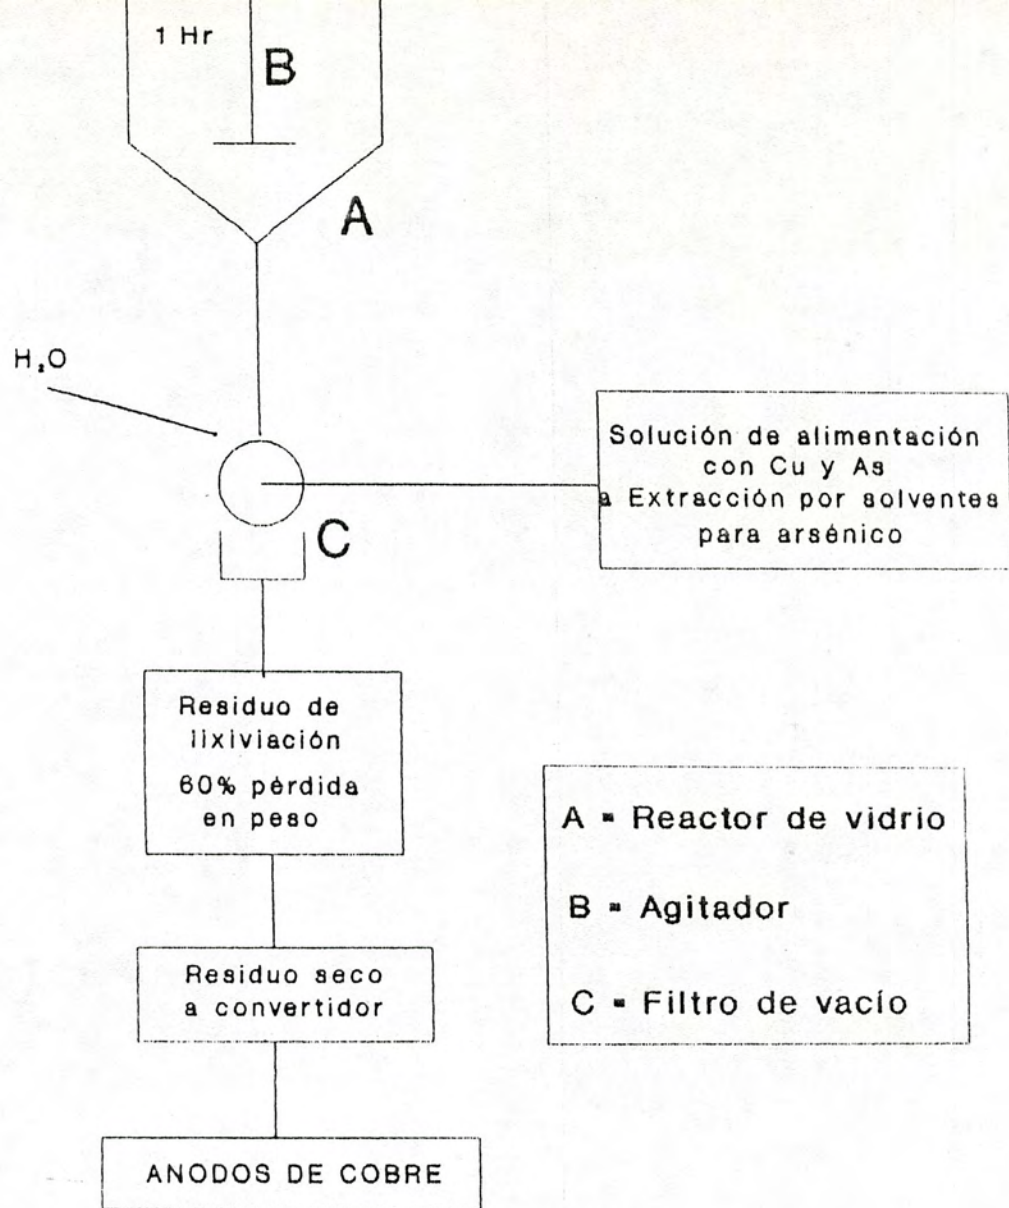 1 Hr
B
A
H₂O
Solución de alimentación
con Cu y As
a Extracción por solventes
para arsénico
C
Residuo de
lixiviación
60% pérdida
en peso
A = Reactor de vidrio
B = Agitador
C = Filtro de vacío
Residuo seco
a convertidor
ANODOS DE COBRE